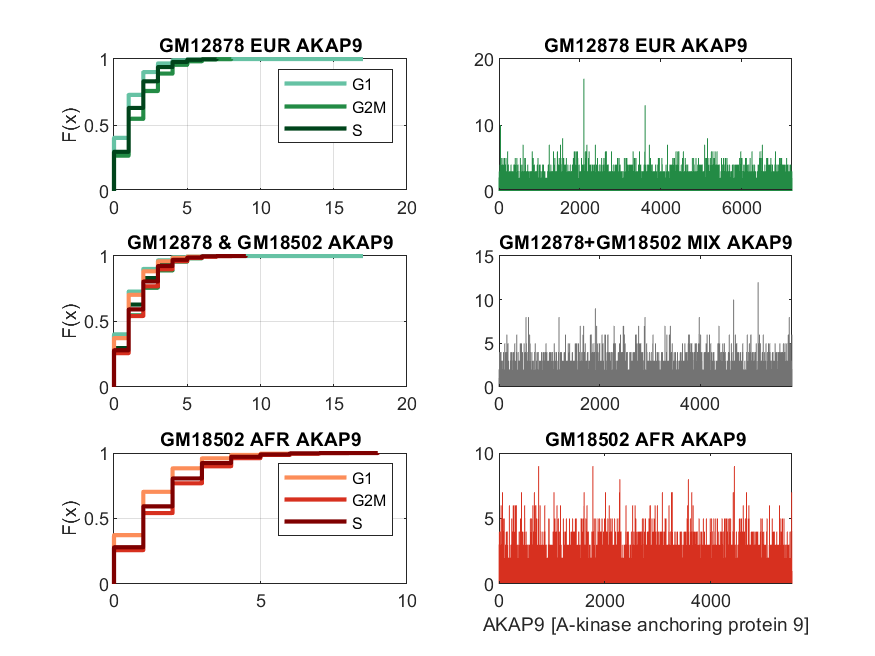 GM12878 EUR AKAP9
F(x)
1
0.5
0
0 5 10 15 20
G1
G2M
S
GM12878 EUR AKAP9
20
10
0
0 2000 4000 6000
GM12878 & GM18502 AKAP9
F(x)
1
0.5
0
0 5 10 15 20
GM12878+GM18502 MIX AKAP9
15
10
5
0
0 2000 4000
GM18502 AFR AKAP9
F(x)
1
0.5
0
0 5 10
G1
G2M
S
GM18502 AFR AKAP9
10
5
0
0 2000 4000
AKAP9 [A-kinase anchoring protein 9]